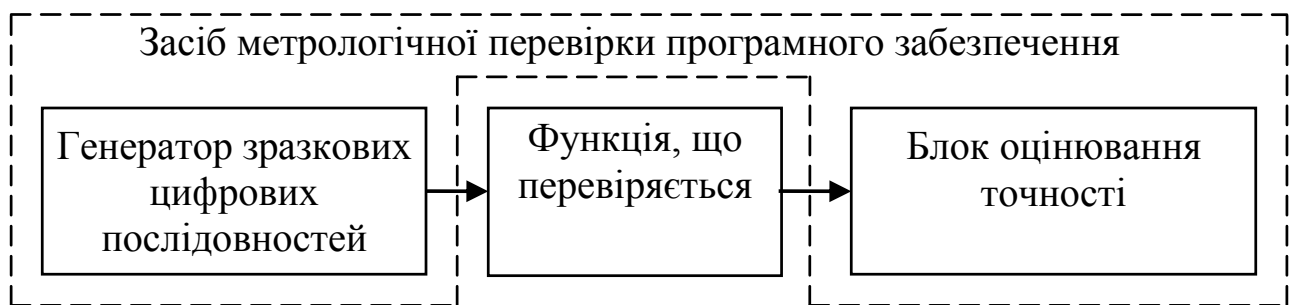 Засіб метрологічної перевірки програмного забезпечення
Генератор зразкових
цифрових
послідовностей
Функція, що
перевіряється
Блок оцінювання
точності